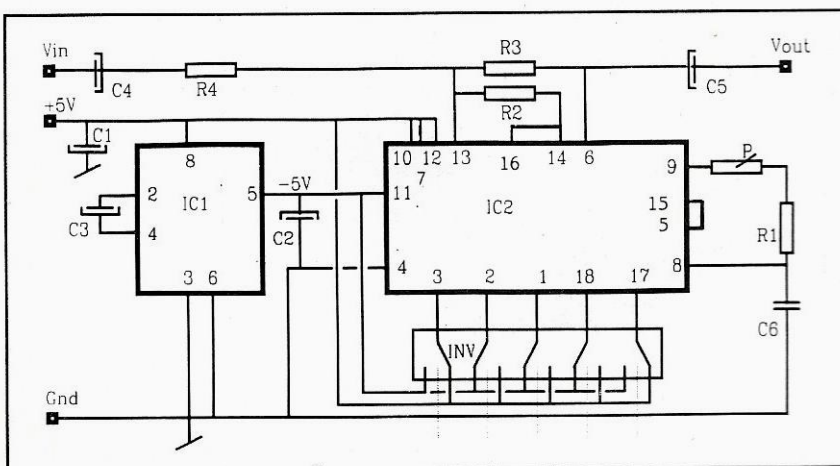 Vin
R3
Vout
C4
R4
C5
+5V
R2
C1
8
10
12
13
16
14
6
7
9
P
2
IC1
5
-5V
11
IC2
15
5
R1
C3
4
C2
4
8
3
6
3
2
1
18
17
C6
INV
Gnd